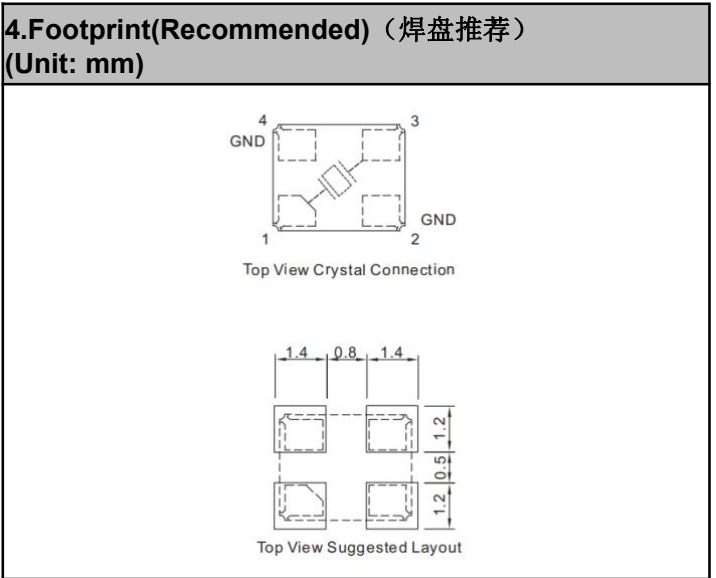 4.Footprint(Recommended)（焊盘推荐）
(Unit: mm)
4
3
GND
GND
1
2
Top View Crystal Connection
1.4 0.8 1.4
1.2
0.5
1.2
Top View Suggested Layout